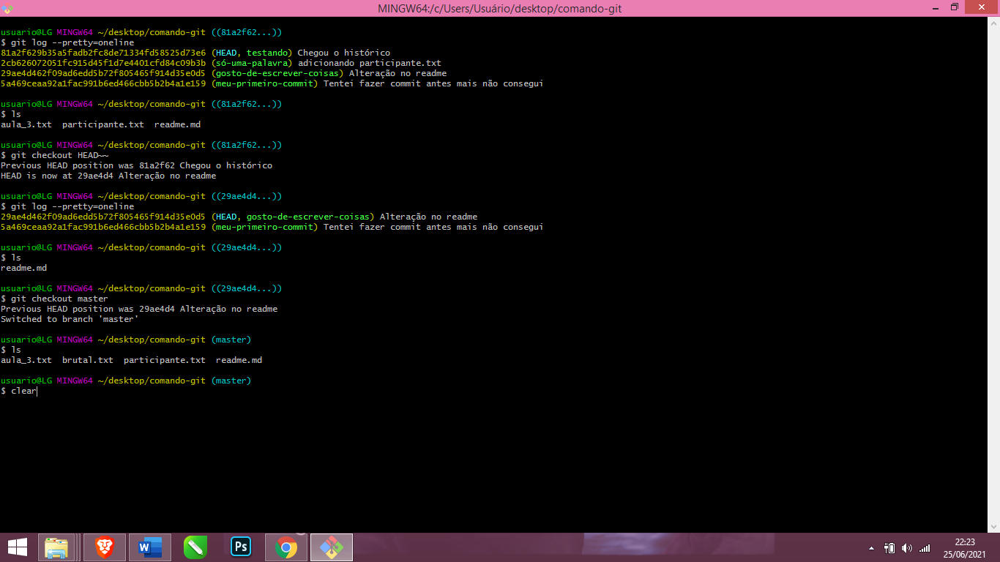 MINGW64:/c/Users/Usuário/desktop/comando-git
usuario@LG MINGW64 ~/desktop/comando-git ((81a2f62...))
$ git log --pretty=oneline
81a2f629b35a5fadb2fc8de71334fd58525d73e6 (HEAD, testando) Chegou o histórico
2cb626072051fc915d45f1d7e4401cfd84c09b3b (só-uma-palavra) adicionando participante.txt
29ae4d462f09ad6edd5b72f805465f914d35e0d5 (gosto-de-escrever-coisas) Alteração no readme
5a469ceaa92a1fac991b6ed466cbb5b2b4a1e159 (meu-primeiro-commit) Tentei fazer commit antes mais não consegui
usuario@LG MINGW64 ~/desktop/comando-git ((81a2f62...))
$ ls
aula_3.txt  participante.txt  readme.md
usuario@LG MINGW64 ~/desktop/comando-git ((81a2f62...))
$ git checkout HEAD~~
Previous HEAD position was 81a2f62 Chegou o histórico
HEAD is now at 29ae4d4 Alteração no readme
usuario@LG MINGW64 ~/desktop/comando-git ((29ae4d4...))
$ git log --pretty=oneline
29ae4d462f09ad6edd5b72f805465f914d35e0d5 (HEAD, gosto-de-escrever-coisas) Alteração no readme
5a469ceaa92a1fac991b6ed466cbb5b2b4a1e159 (meu-primeiro-commit) Tentei fazer commit antes mais não consegui
usuario@LG MINGW64 ~/desktop/comando-git ((29ae4d4...))
$ ls
readme.md
usuario@LG MINGW64 ~/desktop/comando-git ((29ae4d4...))
$ git checkout master
Previous HEAD position was 29ae4d4 Alteração no readme
Switched to branch 'master'
usuario@LG MINGW64 ~/desktop/comando-git (master)
$ ls
aula_3.txt  brutal.txt  participante.txt  readme.md
usuario@LG MINGW64 ~/desktop/comando-git (master)
$ clear
W
Ps
22:23
25/06/2021